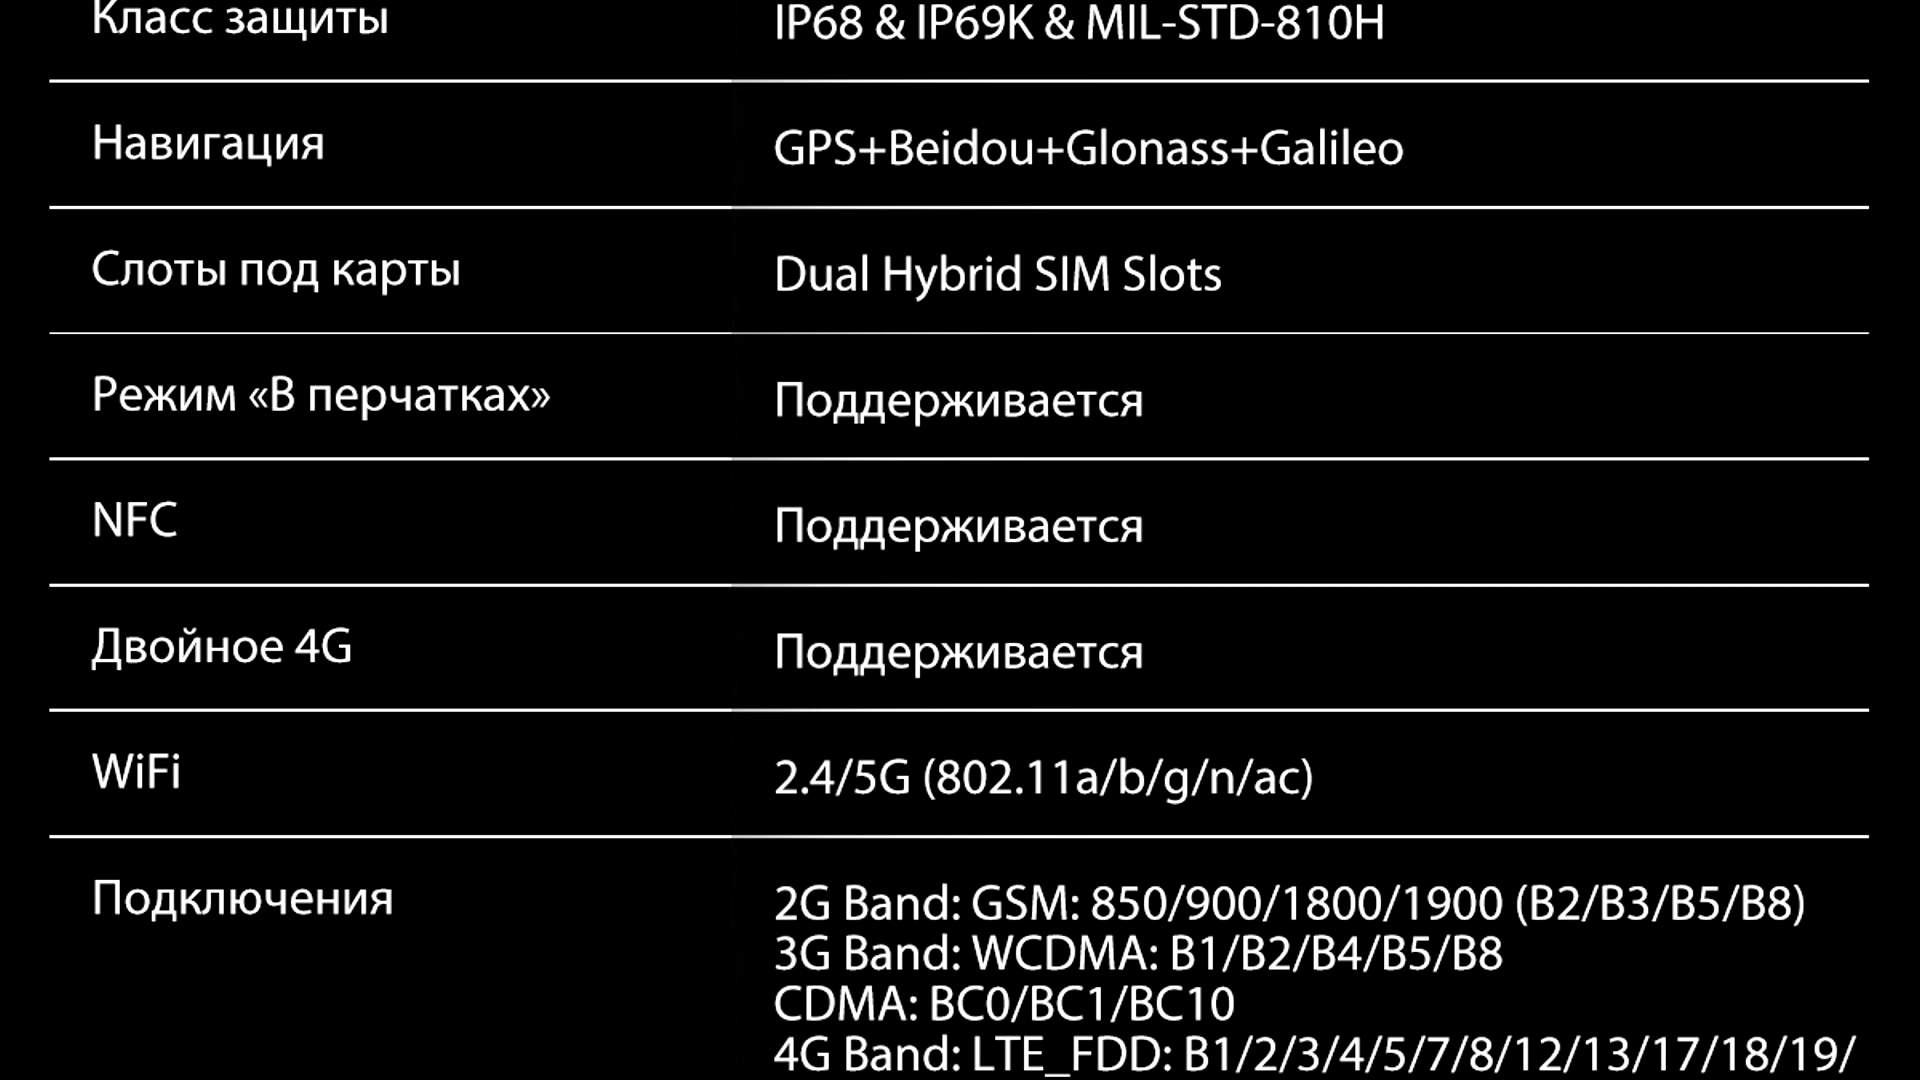 Класс защиты
IP68 & IP69K & MIL-STD-810H
Навигация
GPS+Beidou+Glonass+Galileo
Слоты под карты
Dual Hybrid SIM Slots
Режим «В перчатках»
Поддерживается
NFC
Поддерживается
Двойное 4G
Поддерживается
WiFi
2.4/5G (802.11a/b/g/n/ac)
Подключения
2G Band: GSM: 850/900/1800/1900 (B2/B3/B5/B8)
3G Band: WCDMA: B1/B2/B4/B5/B8
CDMA: BC0/BC1/BC10
4G Band: LTE_FDD: B1/2/3/4/5/7/8/12/13/17/18/19/